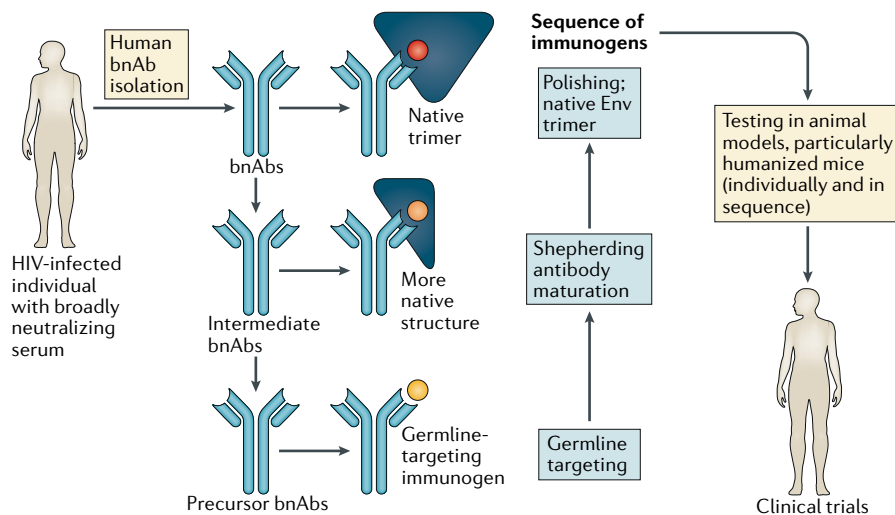 Human
bnAb
isolation
HIV-infected
individual
with broadly
neutralizing
serum
bnAbs
Native
trimer
Intermediate
bnAbs
More
native
structure
Precursor bnAbs
Germline-
targeting
immunogen
Sequence of
immunogens
Polishing;
native Env
trimer
Shepherding
antibody
maturation
Germline
targeting
Testing in animal
models, particularly
humanized mice
(individually and in
sequence)
Clinical trials